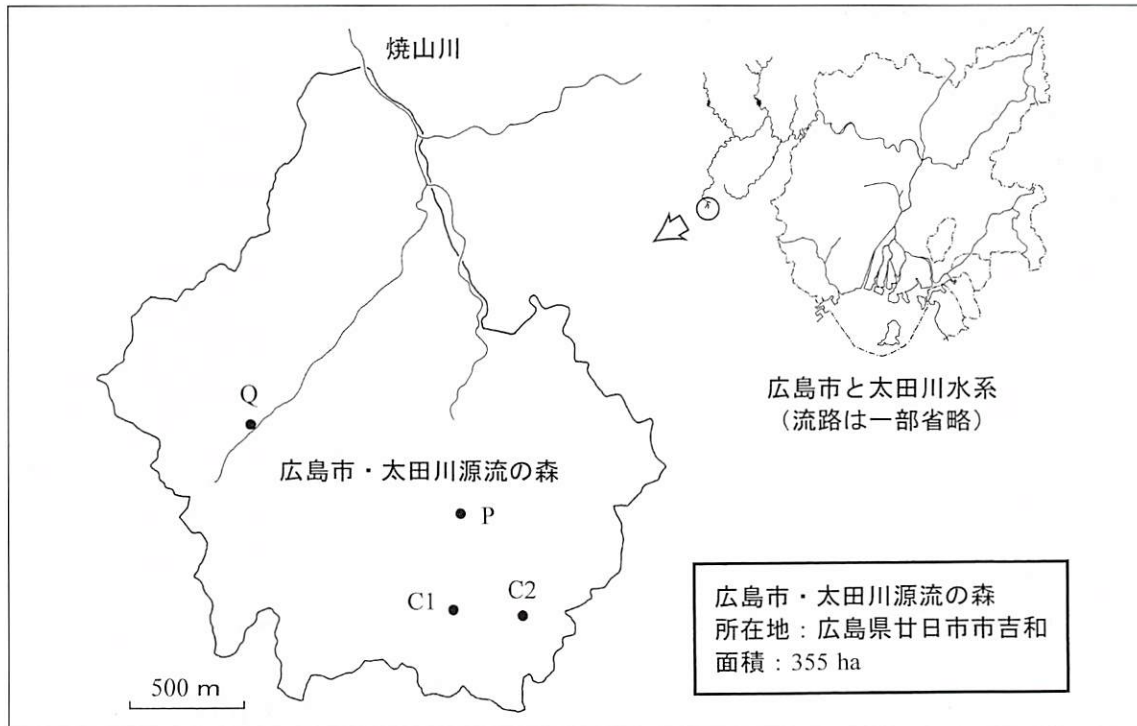 焼山川
広島市と太田川水系
(流路は一部省略)
Q
広島市・太田川源流の森
P
C1
C2
500 m
広島市・太田川源流の森
所在地：広島県廿日市市吉和
面積：355 ha